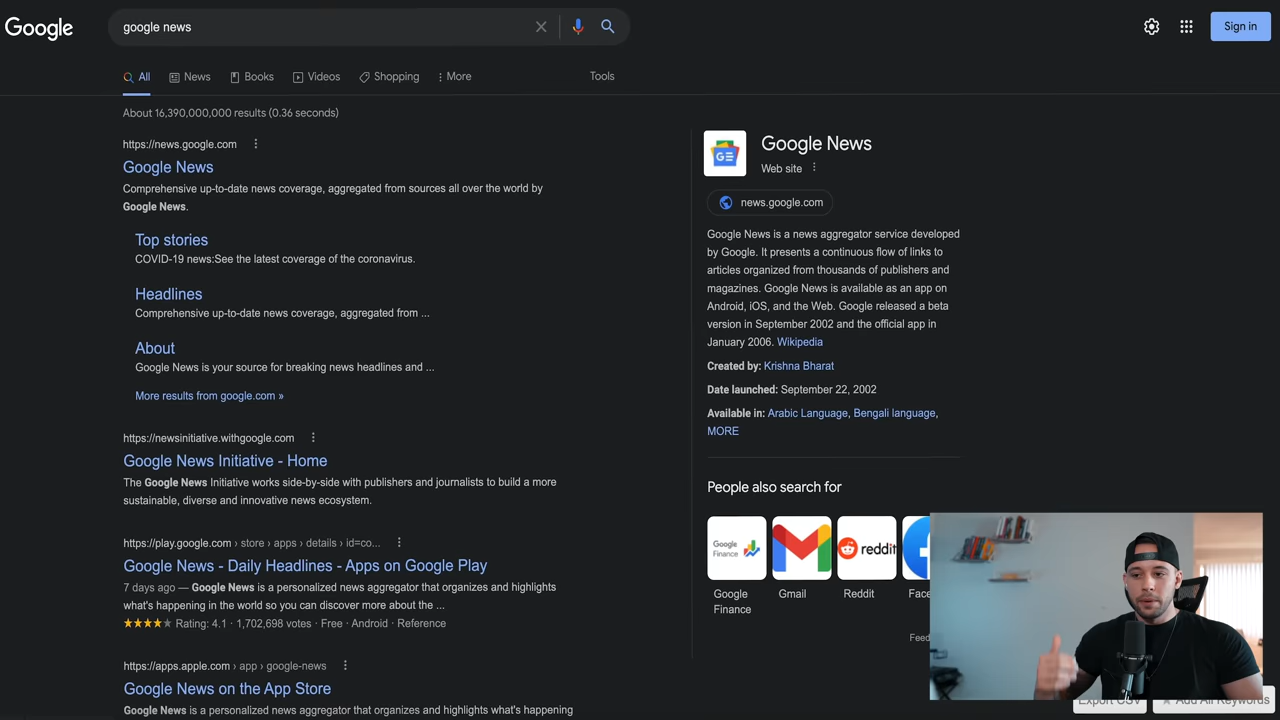 Google
google news
Sign in
All
News
Books
Videos
Shopping
More
Tools
About 16,390,000,000 results (0.36 seconds)
https://news.google.com
Google News
Comprehensive up-to-date news coverage, aggregated from sources all over the world by
Google News.
Top stories
COVID-19 news:See the latest coverage of the coronavirus.
Headlines
Comprehensive up-to-date news coverage, aggregated from ...
About
Google News is your source for breaking news headlines and ...
More results from google.com »
https://newsinitiative.withgoogle.com
Google News Initiative - Home
The Google News Initiative works side-by-side with publishers and journalists to build a more
sustainable, diverse and innovative news ecosystem.
https://play.google.com › store › apps › details › id=co...
Google News - Daily Headlines - Apps on Google Play
7 days ago — Google News is a personalized news aggregator that organizes and highlights
what's happening in the world so you can discover more about the ...
Rating: 4.1 · 1,702,698 votes · Free · Android · Reference
https://apps.apple.com › app › google-news
Google News on the App Store
Google News is a personalized news aggregator that organizes and highlights what's happening
GE
Google News
Web site
news.google.com
Google News is a news aggregator service developed
by Google. It presents a continuous flow of links to
articles organized from thousands of publishers and
magazines. Google News is available as an app on
Android, iOS, and the Web. Google released a beta
version in September 2002 and the official app in
January 2006. Wikipedia
Created by: Krishna Bharat
Date launched: September 22, 2002
Available in: Arabic Language, Bengali language,
MORE
People also search for
Google
Finance
reddit
Google
Finance
Gmail
Reddit
Face
Feed
Export CSV
Add All Keywords